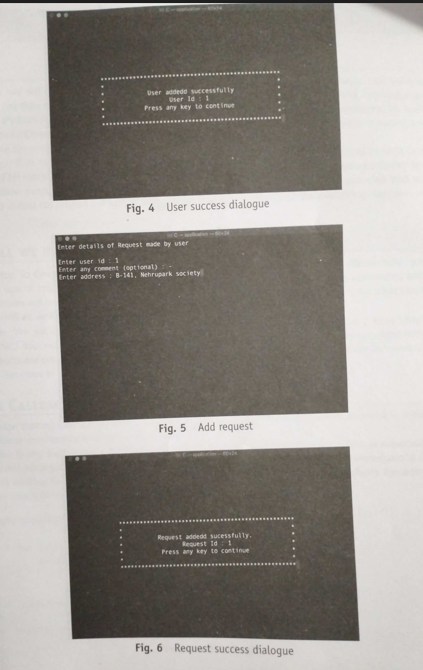 User addedd successfully
User Id : 1
Press any key to continue
Fig. 4 User success dialogue
Enter details of Request made by user
Enter user id : 1
Enter any comment (optional) : -
Enter address : B-141, Nehrupark society
Fig. 5 Add request
Request addedd sucessfully.
Request Id : 1
Press any key to continue
Fig. 6 Request success dialogue